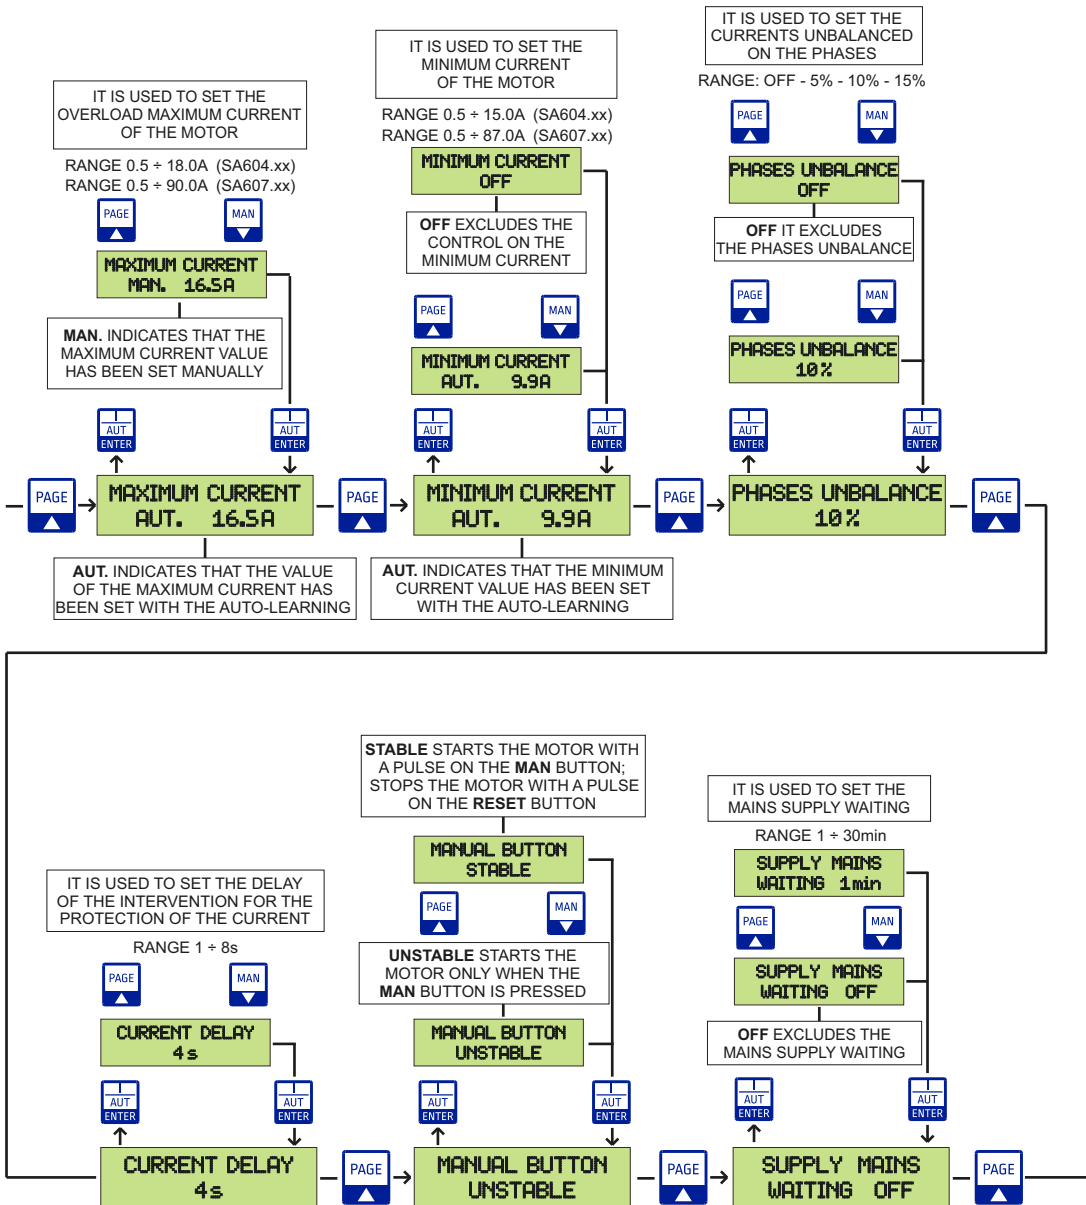 IT IS USED TO SET THE
OVERLOAD MAXIMUM CURRENT
OF THE MOTOR
RANGE 0.5 ÷ 18.0A (SA604.xx)
RANGE 0.5 ÷ 90.0A (SA607.xx)
PAGE
MAN
MAXIMUM CURRENT
MAN. 16.5A
MAN. INDICATES THAT THE
MAXIMUM CURRENT VALUE
HAS BEEN SET MANUALLY
AUT
ENTER
AUT
ENTER
PAGE
MAXIMUM CURRENT
AUT. 16.5A
AUT. INDICATES THAT THE VALUE
OF THE MAXIMUM CURRENT HAS
BEEN SET WITH THE AUTO-LEARNING
IT IS USED TO SET THE
MINIMUM CURRENT
OF THE MOTOR
RANGE 0.5 ÷ 15.0A (SA604.xx)
RANGE 0.5 ÷ 87.0A (SA607.xx)
MINIMUM CURRENT
OFF
OFF EXCLUDES THE
CONTROL ON THE
MINIMUM CURRENT
PAGE
MAN
MINIMUM CURRENT
AUT. 9.9A
AUT
ENTER
AUT
ENTER
PAGE
MINIMUM CURRENT
AUT. 9.9A
AUT. INDICATES THAT THE MINIMUM
CURRENT VALUE HAS BEEN SET
WITH THE AUTO-LEARNING
IT IS USED TO SET THE
CURRENTS UNBALANCED
ON THE PHASES
RANGE: OFF - 5% - 10% - 15%
PAGE
MAN
PHASES UNBALANCE
OFF
OFF IT EXCLUDES
THE PHASES UNBALANCE
PAGE
MAN
PHASES UNBALANCE
10%
AUT
ENTER
AUT
ENTER
PAGE
PHASES UNBALANCE
10%
PAGE
IT IS USED TO SET THE DELAY
OF THE INTERVENTION FOR THE
PROTECTION OF THE CURRENT
RANGE 1 ÷ 8s
PAGE
MAN
CURRENT DELAY
4s
AUT
ENTER
AUT
ENTER
CURRENT DELAY
4s
PAGE
STABLE STARTS THE MOTOR WITH
A PULSE ON THE MAN BUTTON;
STOPS THE MOTOR WITH A PULSE
ON THE RESET BUTTON
MANUAL BUTTON
STABLE
PAGE
MAN
UNSTABLE STARTS THE
MOTOR ONLY WHEN THE
MAN BUTTON IS PRESSED
MANUAL BUTTON
UNSTABLE
AUT
ENTER
AUT
ENTER
MANUAL BUTTON
UNSTABLE
PAGE
IT IS USED TO SET THE
MAINS SUPPLY WAITING
RANGE 1 ÷ 30min
SUPPLY MAINS
WAITING 1min
PAGE
MAN
SUPPLY MAINS
WAITING OFF
OFF EXCLUDES THE
MAINS SUPPLY WAITING
AUT
ENTER
AUT
ENTER
SUPPLY MAINS
WAITING OFF
PAGE